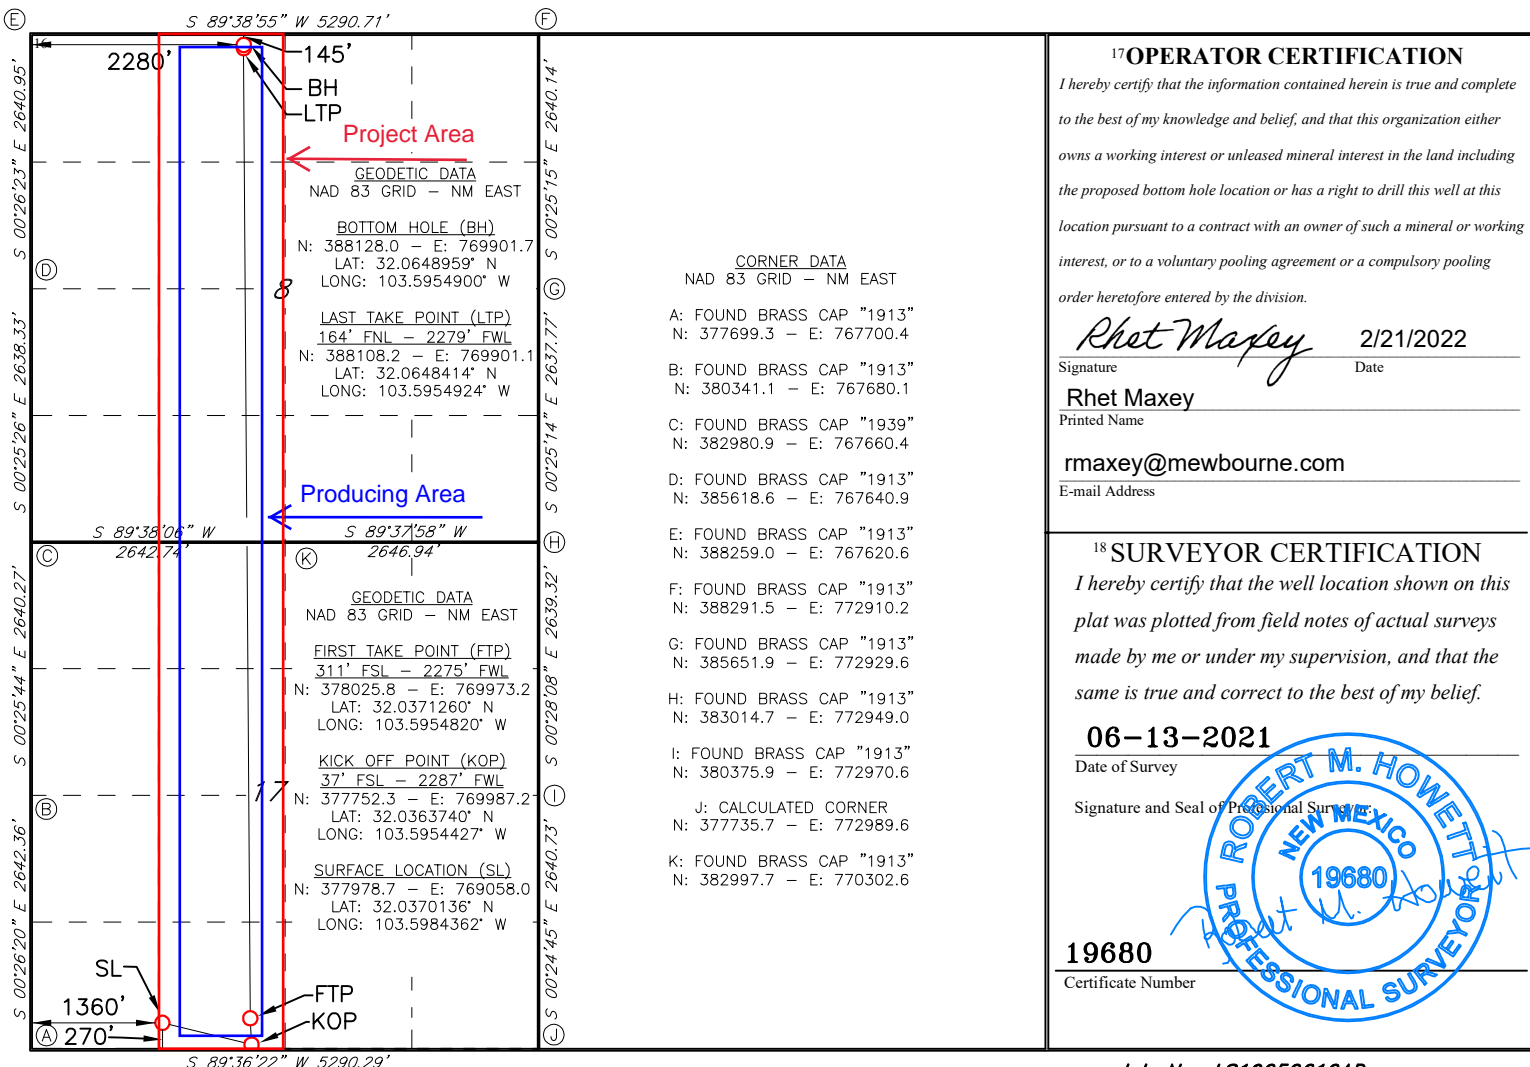 E
S 89°38'55" W 5290.71'
F
16
2280'
145'
BH
LTP
Project Area
S 00°26'23" E 2640.95'
S 00°25'15" E 2640.14'
GEODETIC DATA
NAD 83 GRID – NM EAST
BOTTOM HOLE (BH)
N: 388128.0 – E: 769901.7
LAT: 32.0648959° N
LONG: 103.5954900° W
D
8
G
LAST TAKE POINT (LTP)
164' FNL – 2279' FWL
N: 388108.2 – E: 769901.1
LAT: 32.0648414° N
LONG: 103.5954924° W
S 00°25'26" E 2638.33'
S 00°25'14" E 2637.77'
Producing Area
S 89°38'06" W
2642.74'
S 89°37'58" W
2646.94'
C
K
H
GEODETIC DATA
NAD 83 GRID – NM EAST
FIRST TAKE POINT (FTP)
311' FSL – 2275' FWL
N: 378025.8 – E: 769973.2
LAT: 32.0371260° N
LONG: 103.5954820° W
S 00°25'44" E 2640.27'
S 00°28'08" E 2639.32'
KICK OFF POINT (KOP)
37' FSL – 2287' FWL
N: 377752.3 – E: 769987.2
LAT: 32.0363740° N
LONG: 103.5954427° W
B
17
I
SURFACE LOCATION (SL)
N: 377978.7 – E: 769058.0
LAT: 32.0370136° N
LONG: 103.5984362° W
S 00°26'20" E 2642.36'
S 00°24'45" E 2640.73'
SL
1360'
270'
FTP
KOP
A
J
S 89°36'22" W 5290.29'
CORNER DATA
NAD 83 GRID – NM EAST
A: FOUND BRASS CAP "1913"
N: 377699.3 – E: 767700.4
B: FOUND BRASS CAP "1913"
N: 380341.1 – E: 767680.1
C: FOUND BRASS CAP "1939"
N: 382980.9 – E: 767660.4
D: FOUND BRASS CAP "1913"
N: 385618.6 – E: 767640.9
E: FOUND BRASS CAP "1913"
N: 388259.0 – E: 767620.6
F: FOUND BRASS CAP "1913"
N: 388291.5 – E: 772910.2
G: FOUND BRASS CAP "1913"
N: 385651.9 – E: 772929.6
H: FOUND BRASS CAP "1913"
N: 383014.7 – E: 772949.0
I: FOUND BRASS CAP "1913"
N: 380375.9 – E: 772970.6
J: CALCULATED CORNER
N: 377735.7 – E: 772989.6
K: FOUND BRASS CAP "1913"
N: 382997.7 – E: 770302.6
17 OPERATOR CERTIFICATION
I hereby certify that the information contained herein is true and complete
to the best of my knowledge and belief, and that this organization either
owns a working interest or unleased mineral interest in the land including
the proposed bottom hole location or has a right to drill this well at this
location pursuant to a contract with an owner of such a mineral or working
interest, or to a voluntary pooling agreement or a compulsory pooling
order heretofore entered by the division.
Rhet Maxey 2/21/2022
Signature Date
Rhet Maxey
Printed Name
rmaxey@mewbourne.com
E-mail Address
18 SURVEYOR CERTIFICATION
I hereby certify that the well location shown on this
plat was plotted from field notes of actual surveys
made by me or under my supervision, and that the
same is true and correct to the best of my belief.
06-13-2021
Date of Survey
Signature and Seal of Profesional Surveyor:
ROBERT M. HOWETT
NEW MEXICO
19680
PROFESSIONAL SURVEYOR
Robert M. Howett
19680
Certificate Number